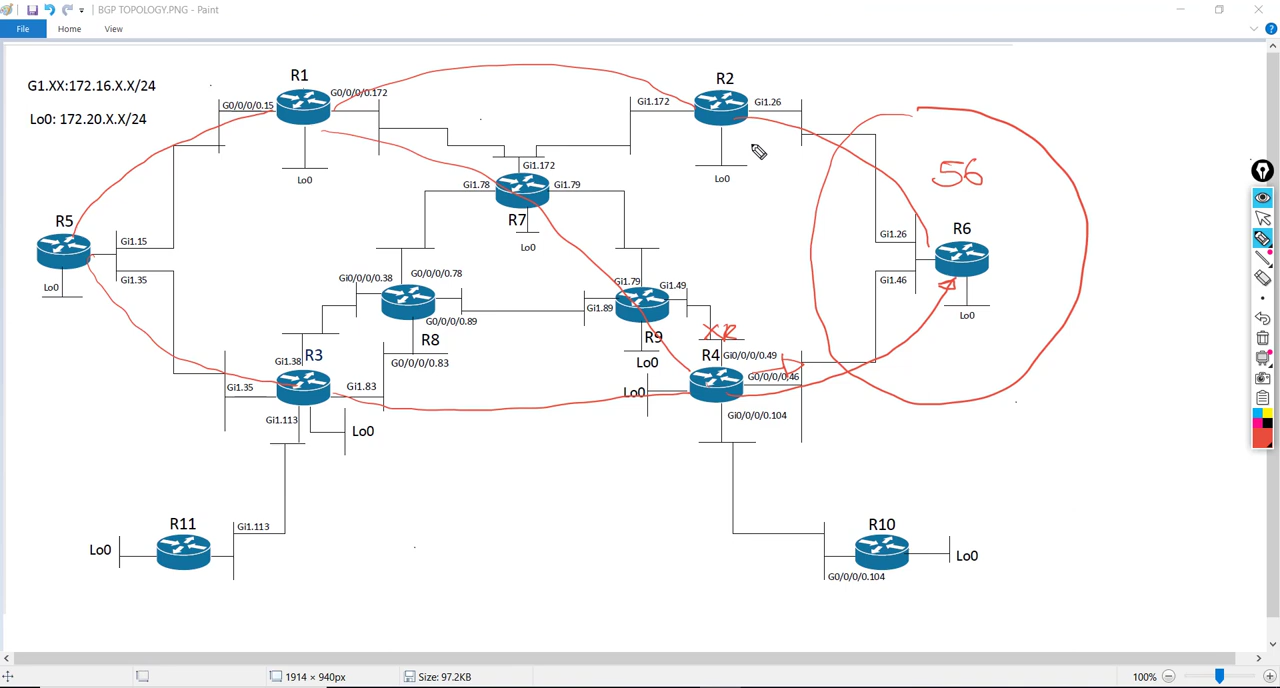 BGP TOPOLOGY.PNG - Paint
File Home View
G1.XX:172.16.X.X/24
Lo0: 172.20.X.X/24
R1
G0/0/0/0.15
G0/0/0/0.172
Lo0
R2
Gi1.172
Gi1.26
Lo0
56
Gi1.172
Gi1.78
Gi1.79
R7
Lo0
R5
Gi1.15
Gi1.35
Lo0
Gi1.26
R6
Gi1.46
Lo0
Gi0/0/0/0.38
G0/0/0/0.78
G0/0/0/0.89
R8
G0/0/0/0.83
Gi1.79
Gi1.49
Gi1.89
R9
Lo0
XR
R4
Gi0/0/0/0.49
G0/0/0/0.46
Lo0
Gi0/0/0/0.104
R3
Gi1.38
Gi1.35
Gi1.83
Gi1.113
Lo0
R11
Lo0
Gi1.113
R10
Lo0
G0/0/0/0.104
1914 × 940px
Size: 97.2KB
100%